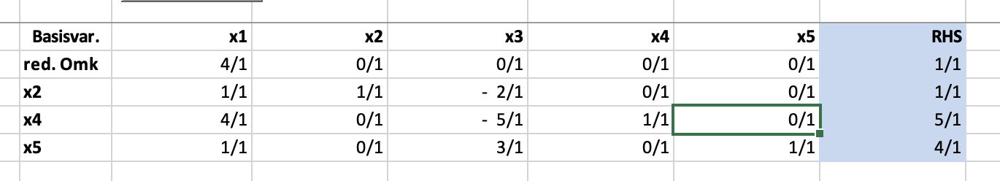 Basisvar. x1 x2 x3 x4 x5 RHS
red. Omk 4/1 0/1 0/1 0/1 0/1 1/1
x2 1/1 1/1 - 2/1 0/1 0/1 1/1
x4 4/1 0/1 - 5/1 1/1 0/1 5/1
x5 1/1 0/1 3/1 0/1 1/1 4/1